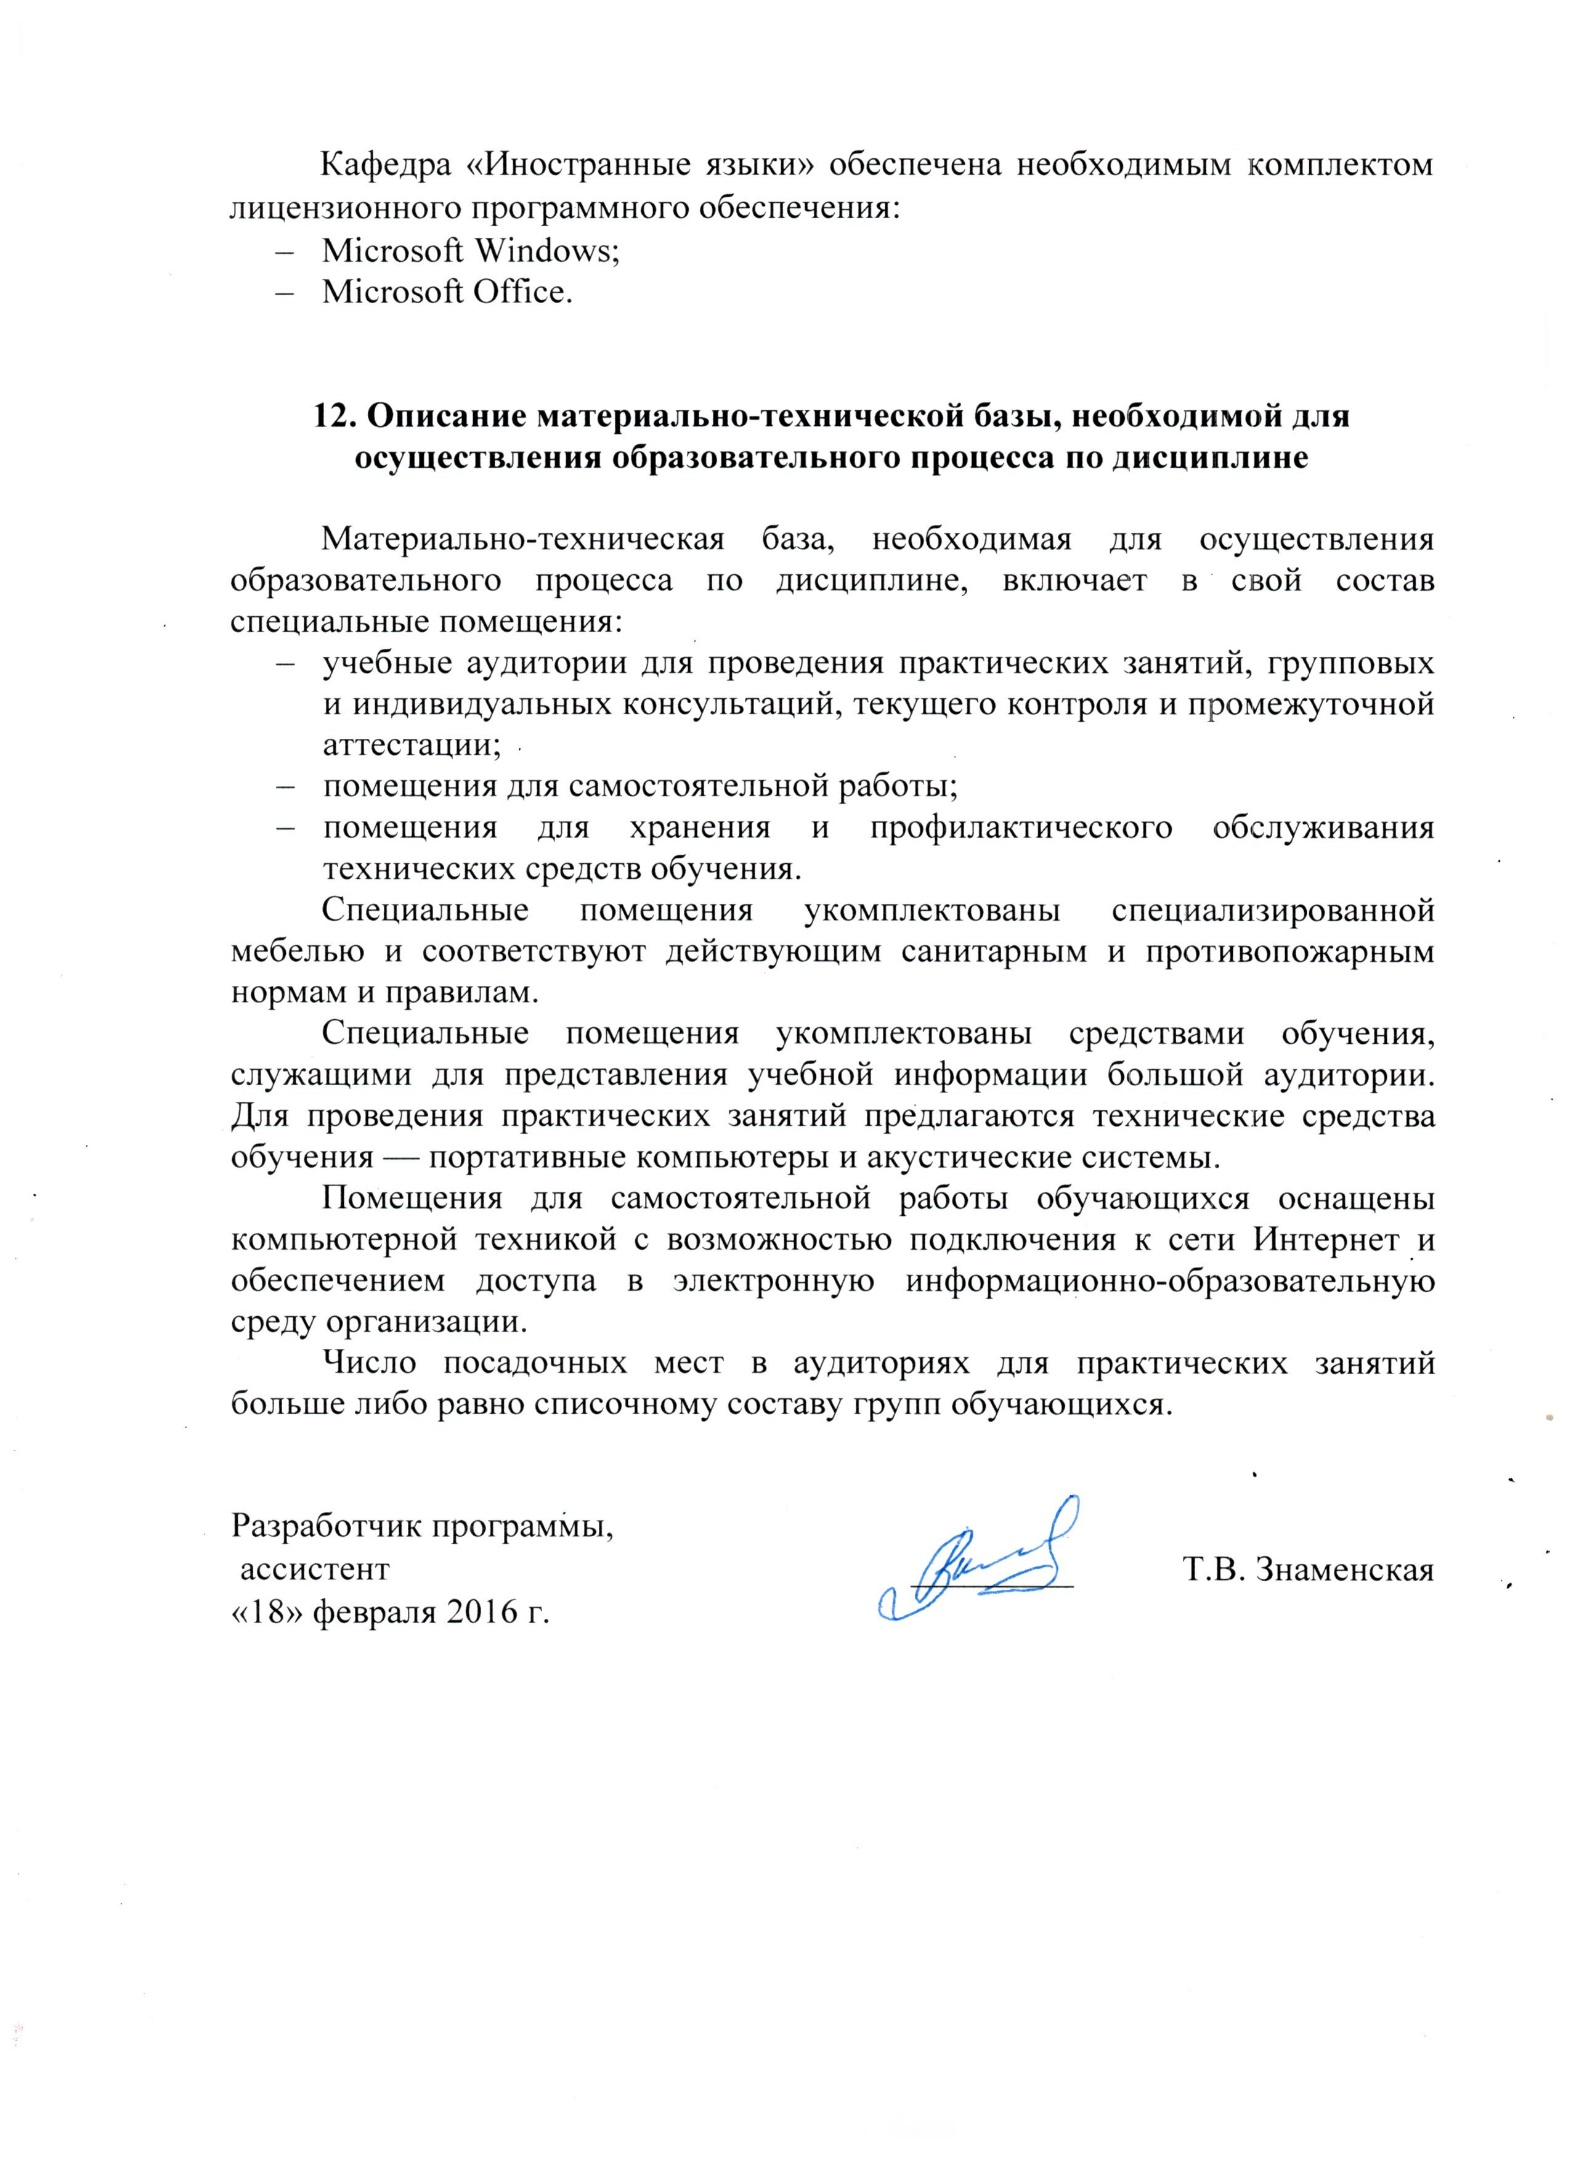 Кафедра «Иностранные языки» обеспечена необходимым комплектом
лицензионного программного обеспечения:
– Microsoft Windows;
– Microsoft Office.
12. Описание материально-технической базы, необходимой для
осуществления образовательного процесса по дисциплине
Материально-техническая база, необходимая для осуществления
образовательного процесса по дисциплине, включает в свой состав
специальные помещения:
– учебные аудитории для проведения практических занятий, групповых
и индивидуальных консультаций, текущего контроля и промежуточной
аттестации;
– помещения для самостоятельной работы;
– помещения для хранения и профилактического обслуживания
технических средств обучения.
Специальные помещения укомплектованы специализированной
мебелью и соответствуют действующим санитарным и противопожарным
нормам и правилам.
Специальные помещения укомплектованы средствами обучения,
служащими для представления учебной информации большой аудитории.
Для проведения практических занятий предлагаются технические средства
обучения — портативные компьютеры и акустические системы.
Помещения для самостоятельной работы обучающихся оснащены
компьютерной техникой с возможностью подключения к сети Интернет и
обеспечением доступа в электронную информационно-образовательную
среду организации.
Число посадочных мест в аудиториях для практических занятий
больше либо равно списочному составу групп обучающихся.
Разработчик программы,
ассистент Т.В. Знаменская
«18» февраля 2016 г.